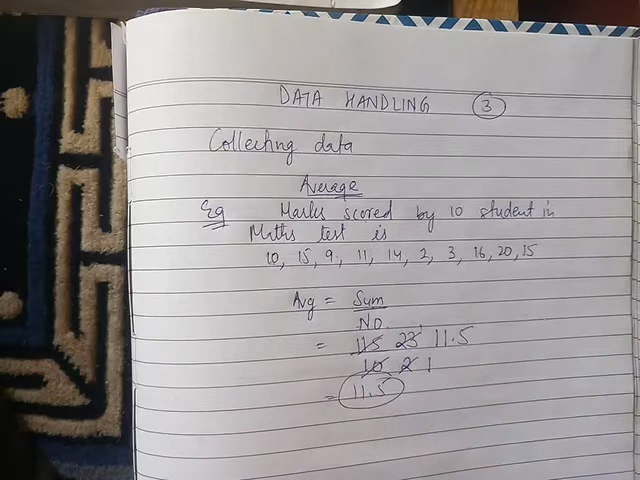 DATA HANDLING 3
Collecting data
Average
Eg Marks scored by 10 student in
Maths test is
10, 15, 9, 11, 14, 2, 3, 16, 20, 15
Avg = Sum
No.
= 115 23 11.5
10 2 1
= 11.5